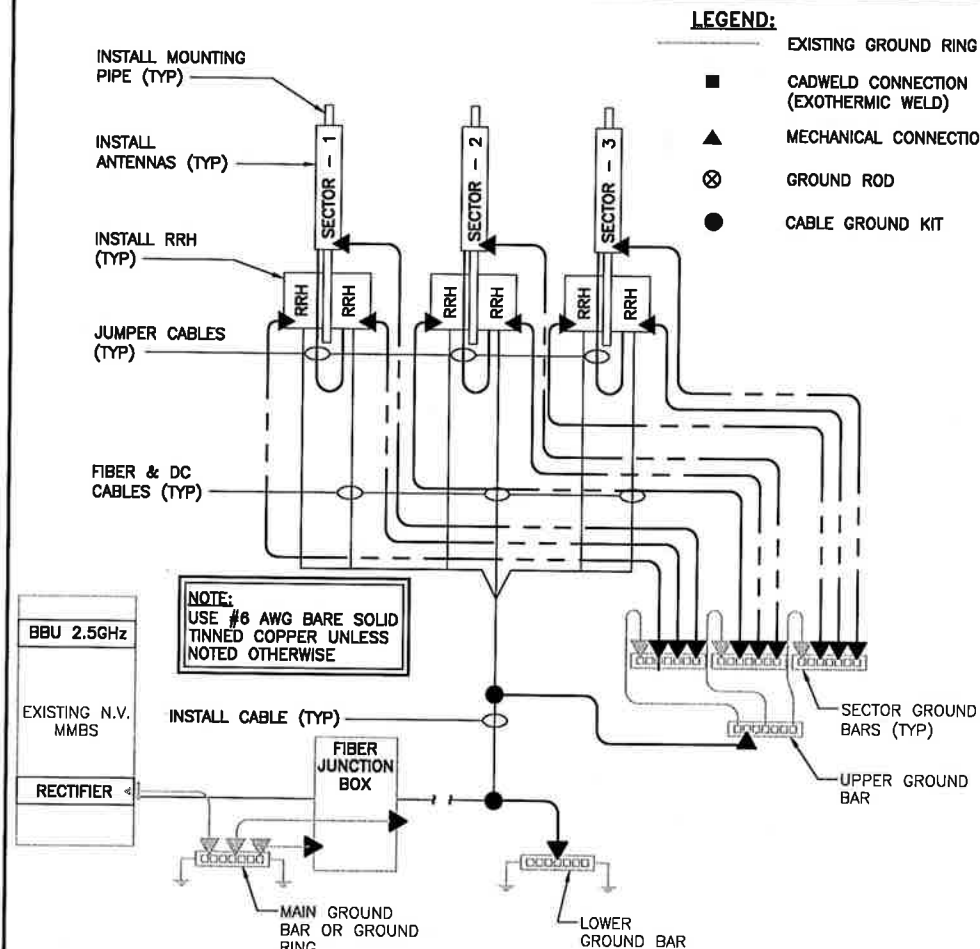 LEGEND:
EXISTING GROUND RING
CADWELD CONNECTION
(EXOTHERMIC WELD)
MECHANICAL CONNECTIO
GROUND ROD
CABLE GROUND KIT
INSTALL MOUNTING
PIPE (TYP)
INSTALL
ANTENNAS (TYP)
INSTALL RRH
(TYP)
JUMPER CABLES
(TYP)
FIBER & DC
CABLES (TYP)
SECTOR - 1
SECTOR - 2
SECTOR - 3
RRH
RRH
RRH
RRH
RRH
RRH
NOTE:
USE #6 AWG BARE SOLID
TINNED COPPER UNLESS
NOTED OTHERWISE
BBU 2.5GHz
EXISTING N.V.
MMBS
RECTIFIER
INSTALL CABLE (TYP)
FIBER
JUNCTION
BOX
SECTOR GROUND
BARS (TYP)
UPPER GROUND
BAR
MAIN GROUND
BAR OR GROUND
RING
LOWER
GROUND BAR